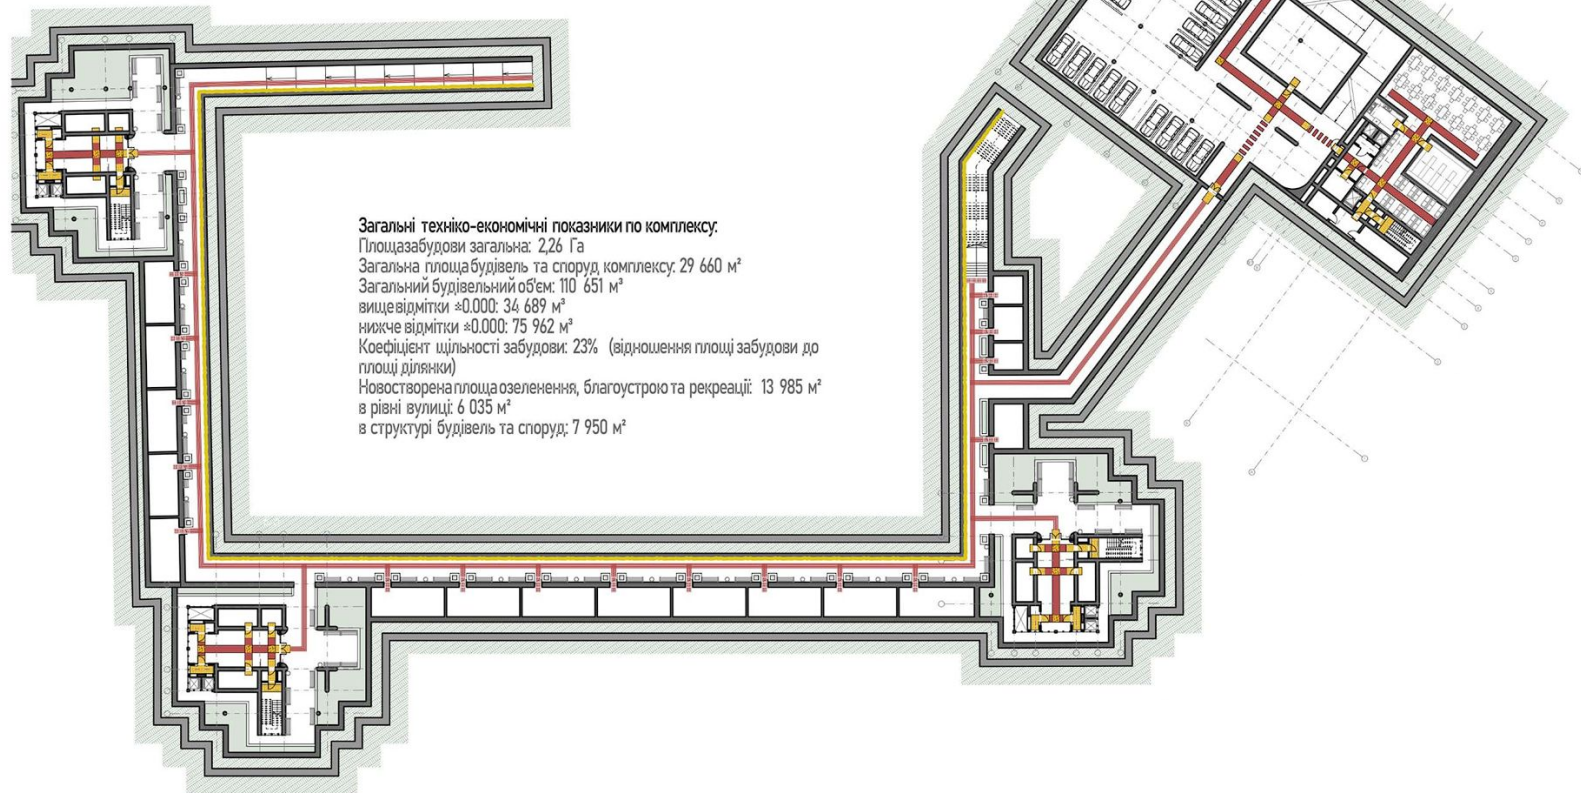 Загальні техніко-економічні показники по комплексу:
Площазабудови загальна: 2,26 Га
Загальна площа будівель та споруд комплексу: 29 660 м²
Загальний будівельний об'єм: 110 651 м³
вище відмітки ±0.000: 34 689 м³
нижче відмітки ±0.000: 75 962 м³
Коефіцієнт щільності забудови: 23% (відношення площі забудови до
площі ділянки)
Новостворена площа озеленення, благоустрою та рекреації: 13 985 м²
в рівні вулиці: 6 035 м²
в структурі будівель та споруд: 7 950 м²